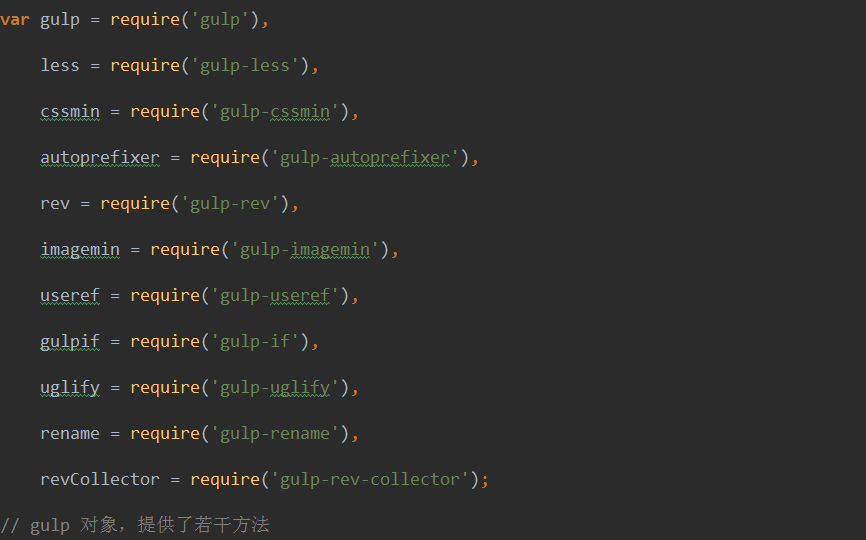 var gulp = require('gulp'),
less = require('gulp-less'),
cssmin = require('gulp-cssmin'),
autoprefixer = require('gulp-autoprefixer'),
rev = require('gulp-rev'),
imagemin = require('gulp-imagemin'),
useref = require('gulp-useref'),
gulpif = require('gulp-if'),
uglify = require('gulp-uglify'),
rename = require('gulp-rename'),
revCollector = require('gulp-rev-collector');
// gulp 对象，提供了若干方法